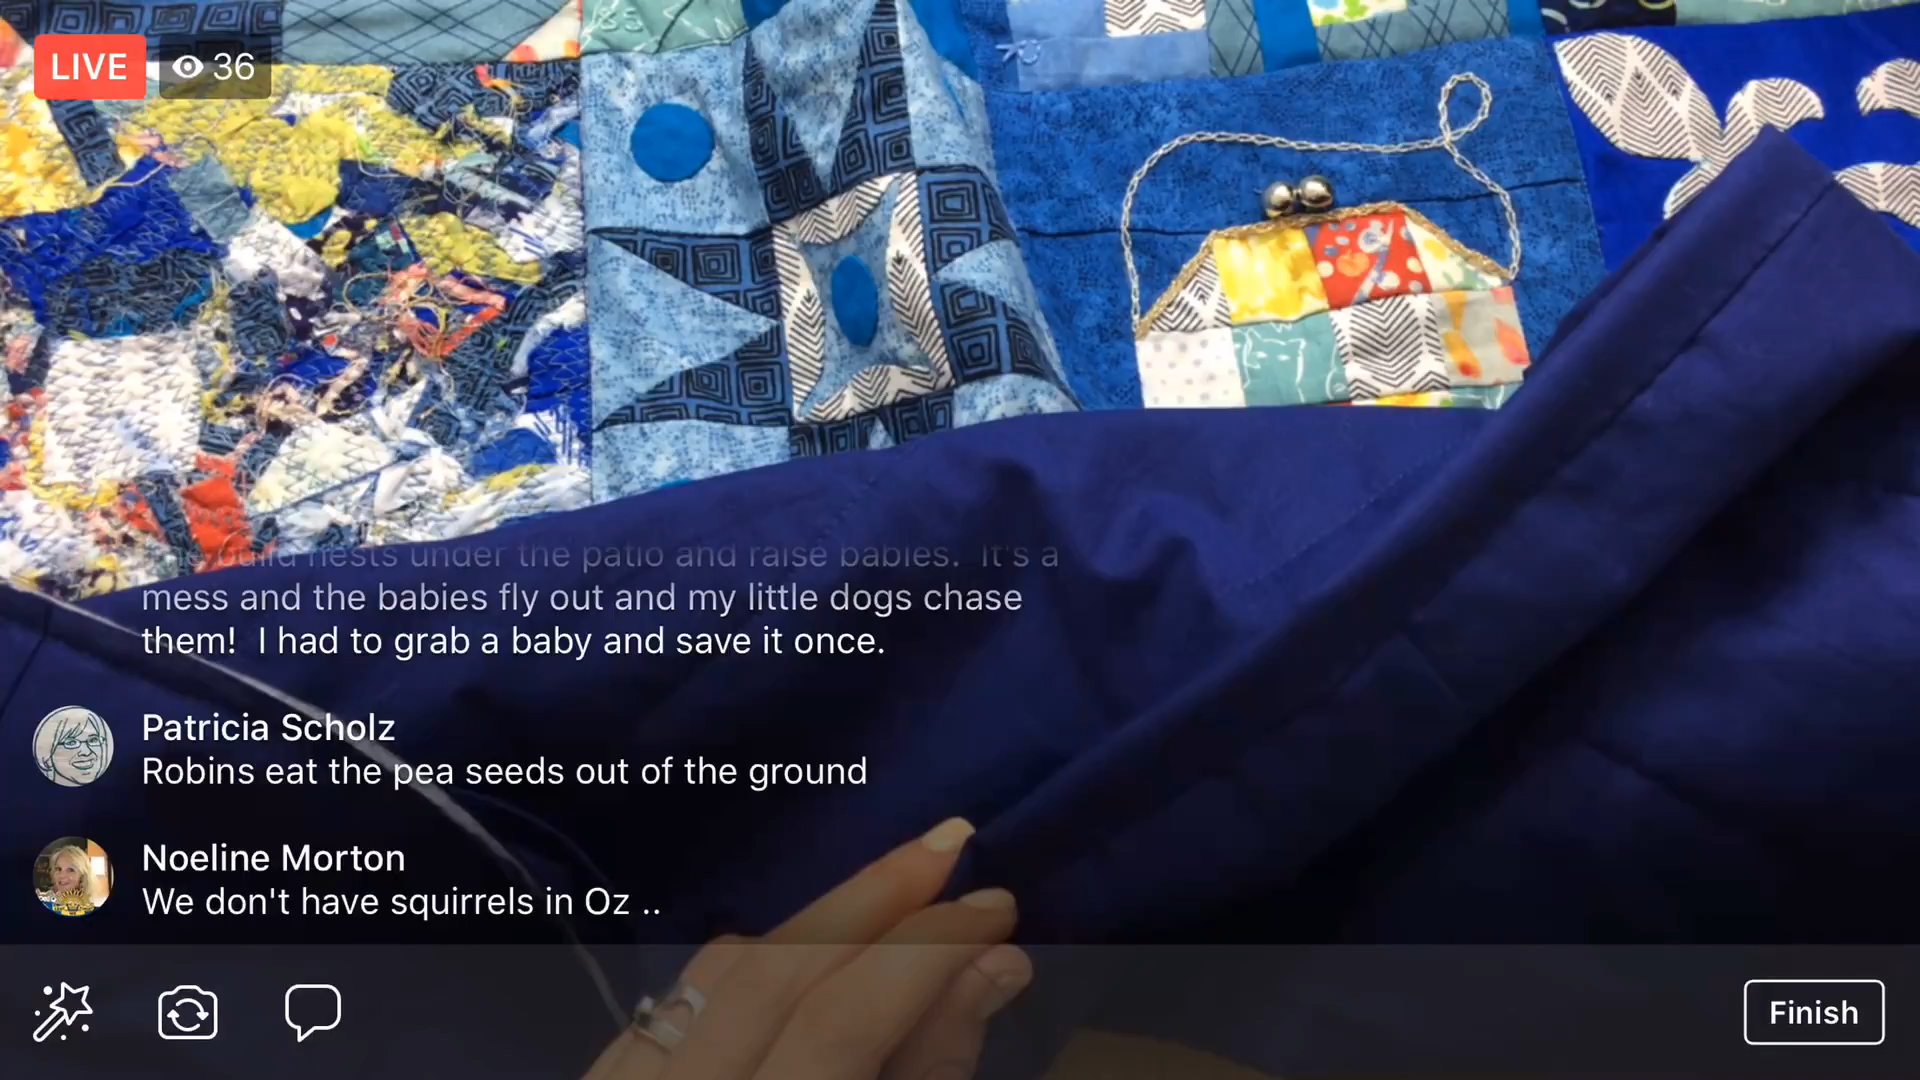 LIVE 36
build nests under the patio and raise babies. It's a
mess and the babies fly out and my little dogs chase
them! I had to grab a baby and save it once.
Patricia Scholz
Robins eat the pea seeds out of the ground
Noeline Morton
We don't have squirrels in Oz ..
Finish